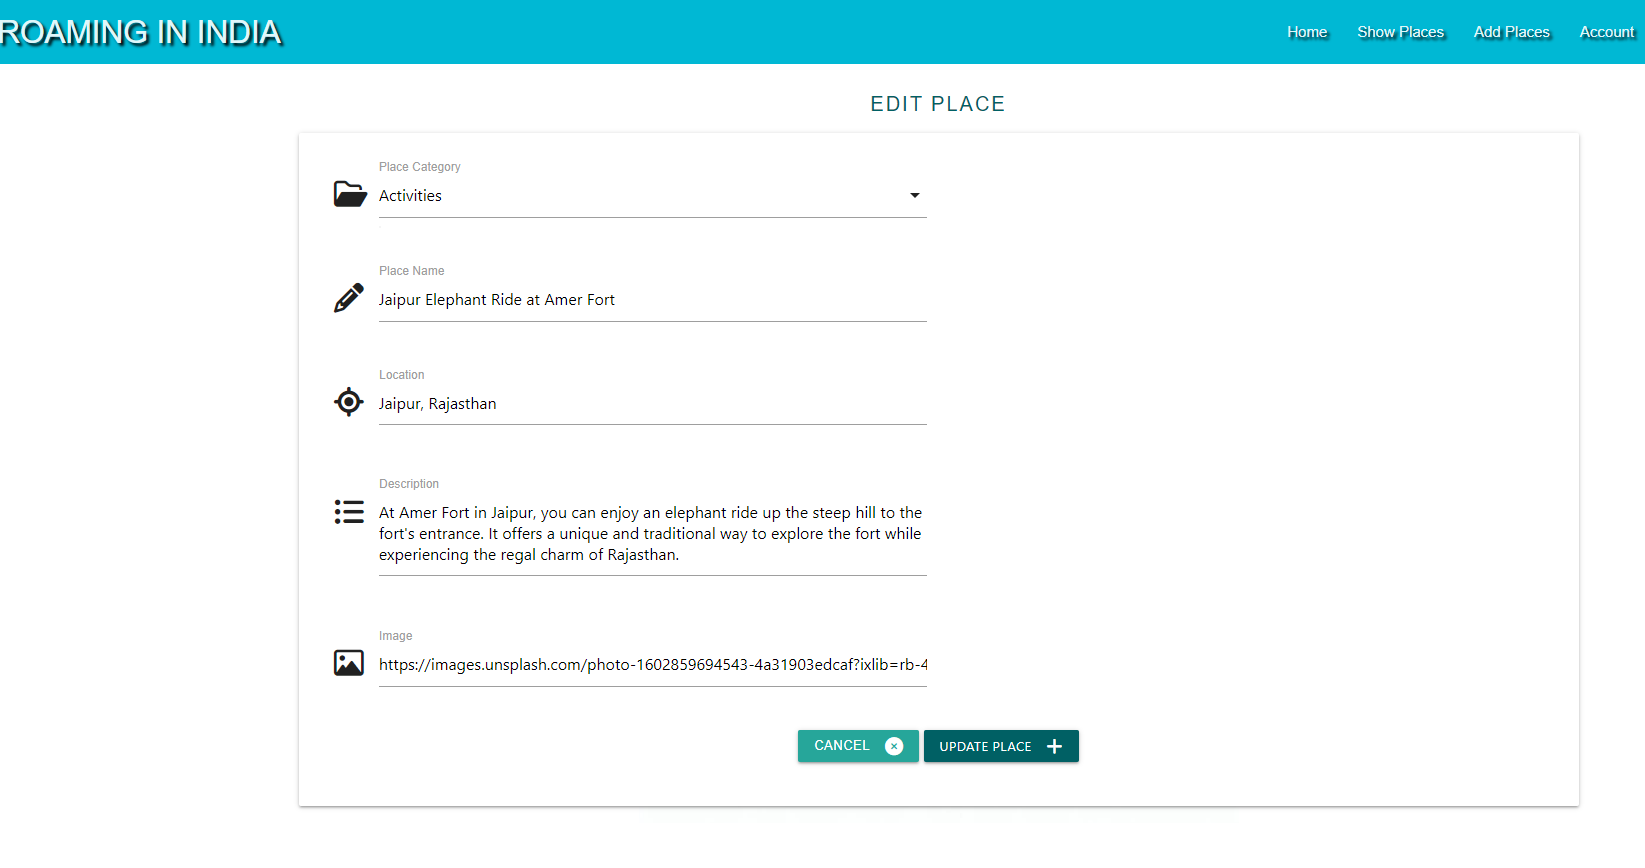 ROAMING IN INDIA
Home
Show Places
Add Places
Account
EDIT PLACE
Place Category
Activities
Place Name
Jaipur Elephant Ride at Amer Fort
Location
Jaipur, Rajasthan
Description
At Amer Fort in Jaipur, you can enjoy an elephant ride up the steep hill to the
fort's entrance. It offers a unique and traditional way to explore the fort while
experiencing the regal charm of Rajasthan.
Image
https://images.unsplash.com/photo-1602859694543-4a31903edcaf?ixlib=rb-4
CANCEL
UPDATE PLACE